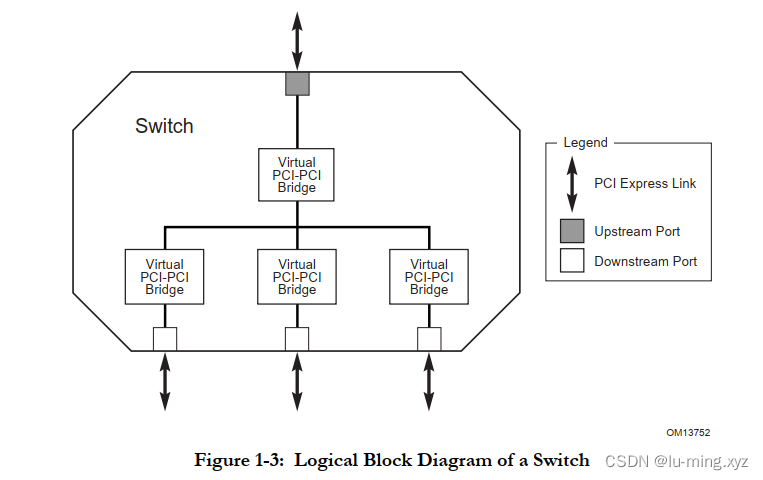 Switch
Virtual
PCI-PCI
Bridge
Virtual
PCI-PCI
Bridge
Virtual
PCI-PCI
Bridge
Virtual
PCI-PCI
Bridge
Legend
PCI Express Link
Upstream Port
Downstream Port
OM13752
Figure 1-3: Logical Block Diagram of a Switch
CSDN @lu-ming.xyz